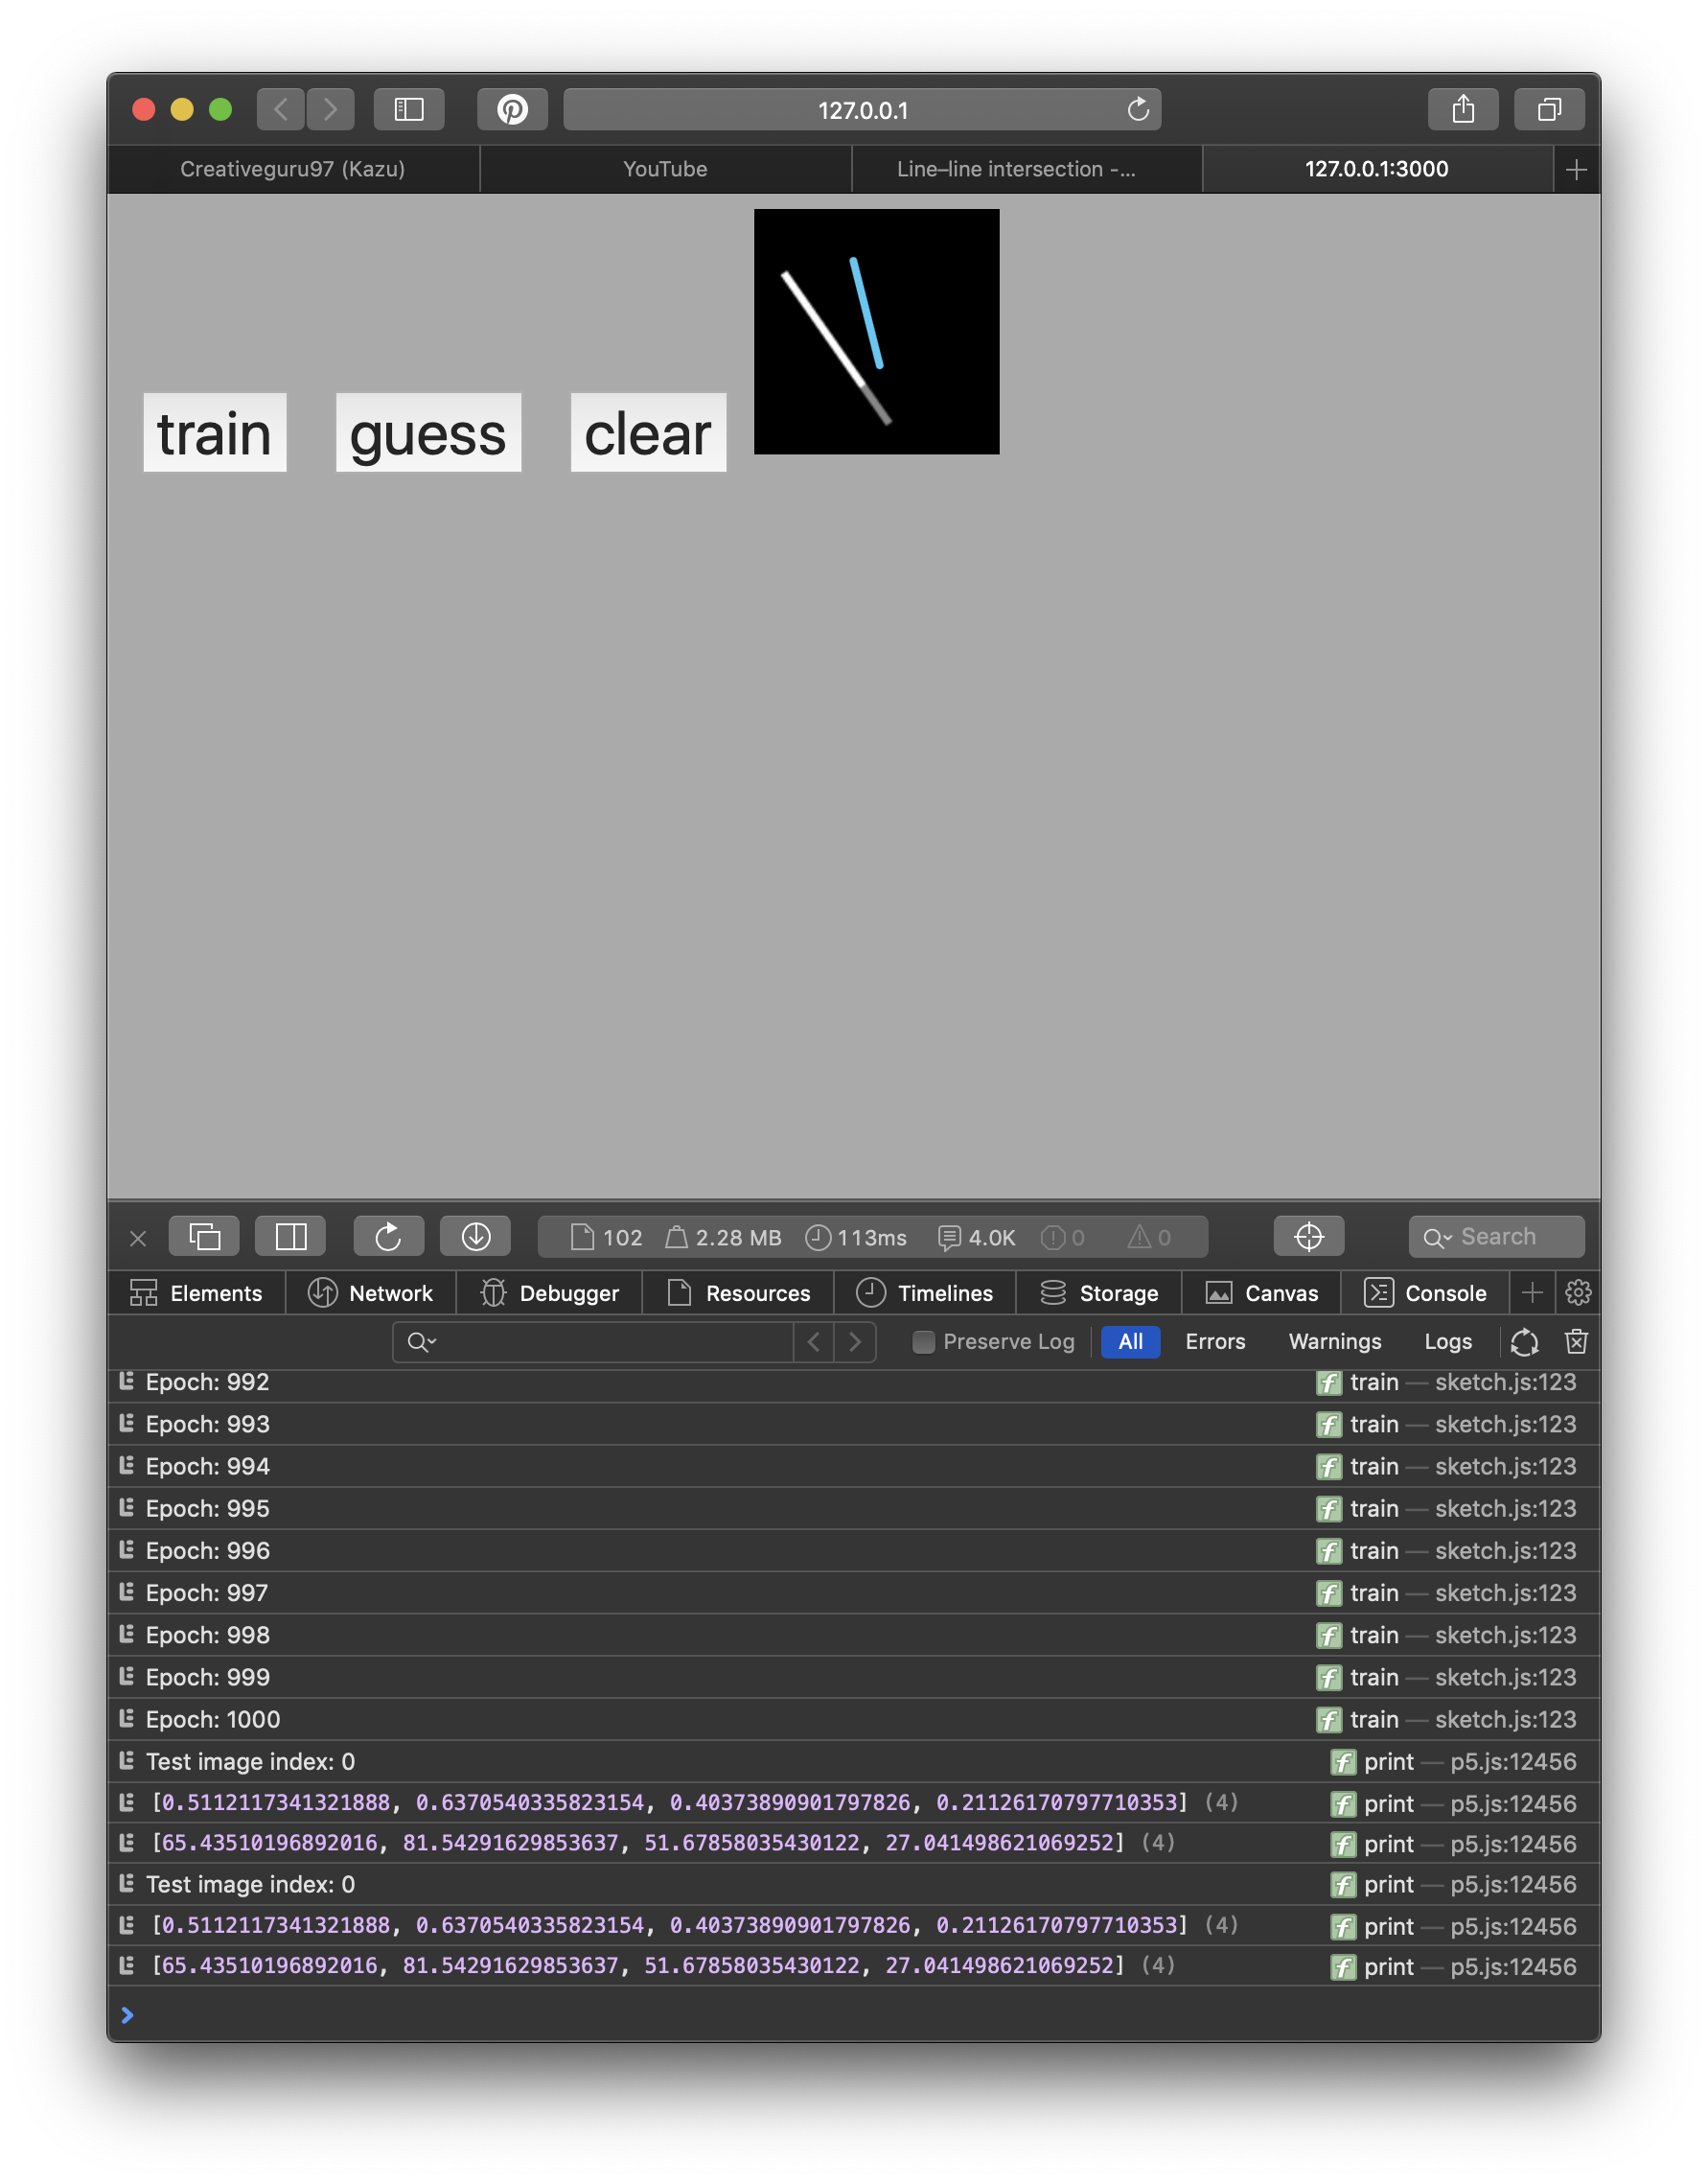 127.0.0.1
Creativeguru97 (Kazu) YouTube Line–line intersection -... 127.0.0.1:3000
train guess clear
102 2.28 MB 113ms 4.0K 0 0 Search
Elements Network Debugger Resources Timelines Storage Canvas Console
Preserve Log All Errors Warnings Logs
Epoch: 992 f train — sketch.js:123
Epoch: 993 f train — sketch.js:123
Epoch: 994 f train — sketch.js:123
Epoch: 995 f train — sketch.js:123
Epoch: 996 f train — sketch.js:123
Epoch: 997 f train — sketch.js:123
Epoch: 998 f train — sketch.js:123
Epoch: 999 f train — sketch.js:123
Epoch: 1000 f train — sketch.js:123
Test image index: 0 f print — p5.js:12456
[0.5112117341321888, 0.6370540335823154, 0.40373890901797826, 0.21126170797710353] (4) f print — p5.js:12456
[65.43510196892016, 81.54291629853637, 51.67858035430122, 27.041498621069252] (4) f print — p5.js:12456
Test image index: 0 f print — p5.js:12456
[0.5112117341321888, 0.6370540335823154, 0.40373890901797826, 0.21126170797710353] (4) f print — p5.js:12456
[65.43510196892016, 81.54291629853637, 51.67858035430122, 27.041498621069252] (4) f print — p5.js:12456